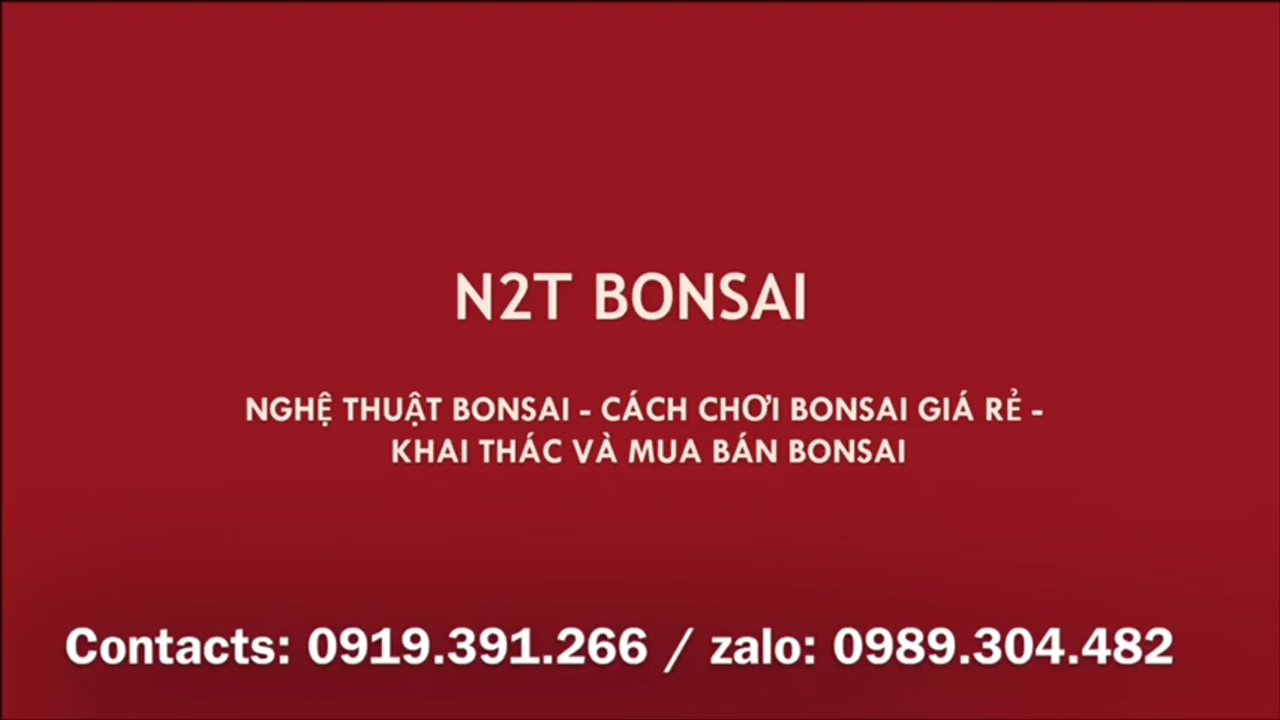 N2T BONSAI
NGHỆ THUẬT BONSAI - CÁCH CHƠI BONSAI GIÁ RẺ -
KHAI THÁC VÀ MUA BÁN BONSAI
Contacts: 0919.391.266 / zalo: 0989.304.482